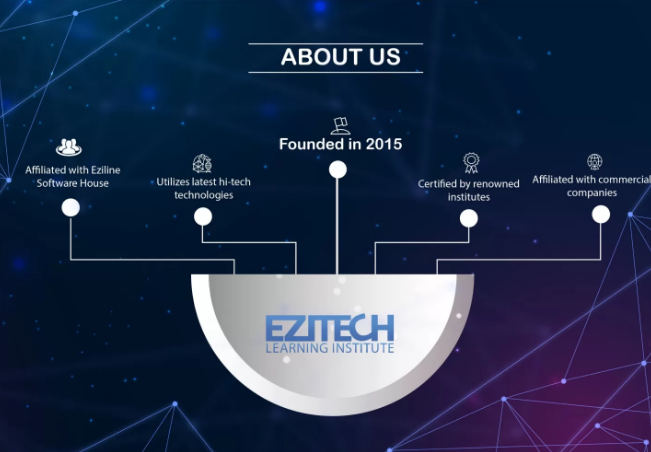 ABOUT US
Founded in 2015
Affiliated with Eziline
Software House
Utilizes latest hi-tech
technologies
Certified by renowned
institutes
Affiliated with commercial
companies
EZITECH
LEARNING INSTITUTE